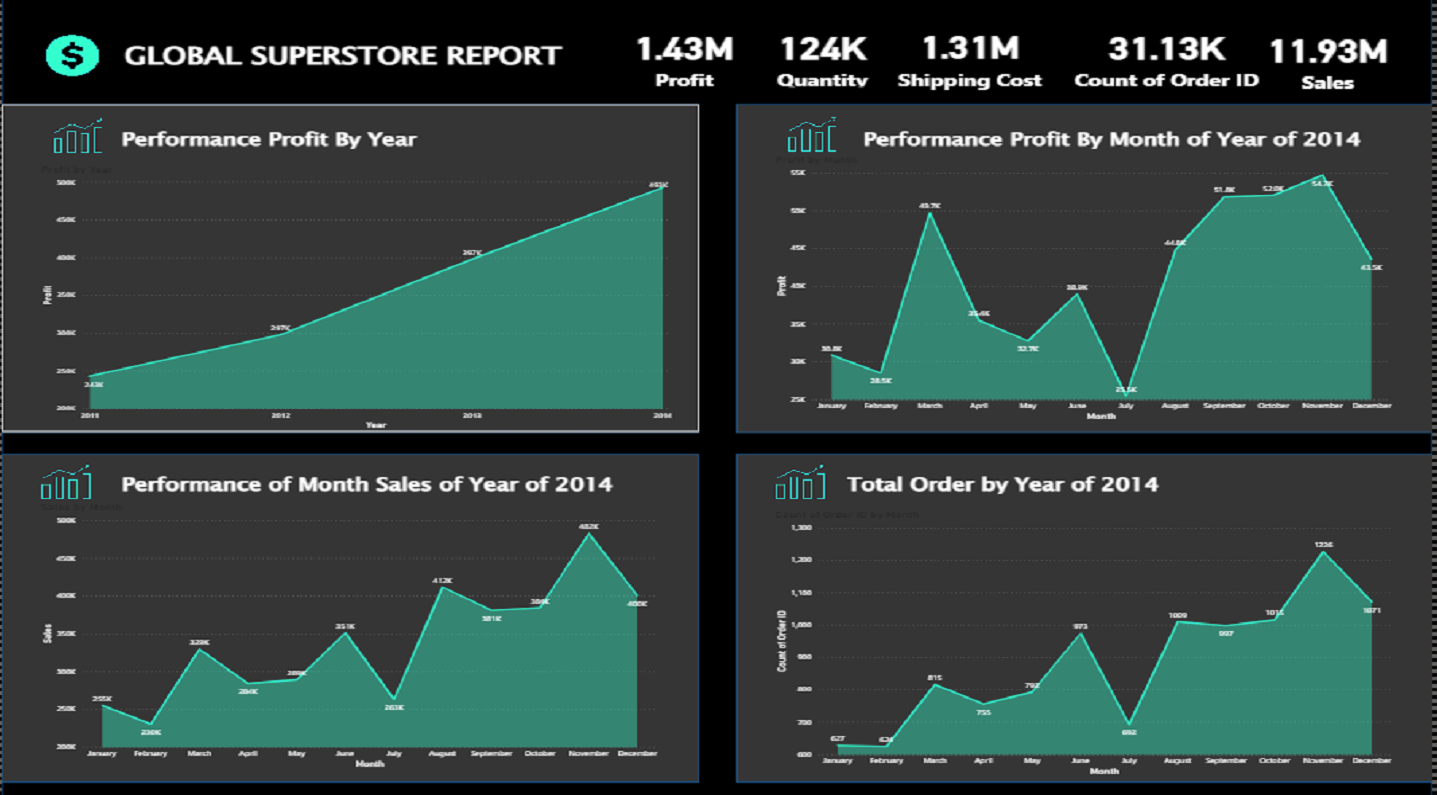 $ GLOBAL SUPERSTORE REPORT
1.43M 124K 1.31M 31.13K 11.93M
Profit Quantity Shipping Cost Count of Order ID Sales
Performance Profit By Year
Profit by Year
500K
450K
400K
350K
300K
250K
200K
Profit
243K
297K
397K
493K
2011 2012 2013 2014
Year
Performance Profit By Month of Year of 2014
Profit by Month
55K
50K
45K
40K
35K
30K
25K
Profit
30.8K
28.5K
49.7K
32.7K
38.9K
44.8K
51.8K
52.0K
43.5K
January February March April May June July August September October November December
Month
Performance of Month Sales of Year of 2014
Sales by Month
500K
450K
400K
350K
300K
250K
200K
Sales
255K
230K
329K
284K
289K
351K
263K
412K
381K
384K
482K
400K
January February March April May June July August September October November December
Month
Total Order by Year of 2014
Count of Order ID by Month
1,300
1,200
1,100
1,000
900
800
700
600
Count of Order ID
627
624
815
755
792
973
692
1009
997
1015
1226
1071
January February March April May June July August September October November December
Month